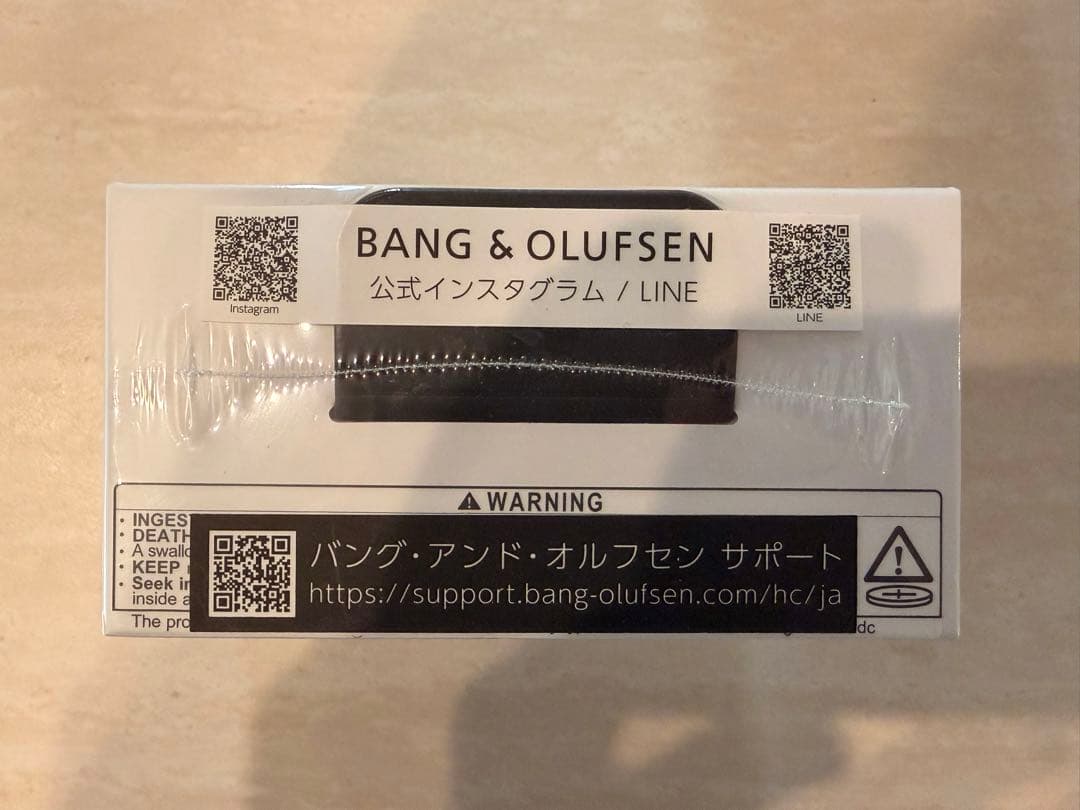 BANG & OLUFSEN
公式インスタグラム / LINE
Instagram
LINE
WARNING
• INGEST
• DEATH
• A swallo
• KEEP
• Seek in
inside a
The pro
dc
バング・アンド・オルフセン サポート
https://support.bang-olufsen.com/hc/ja